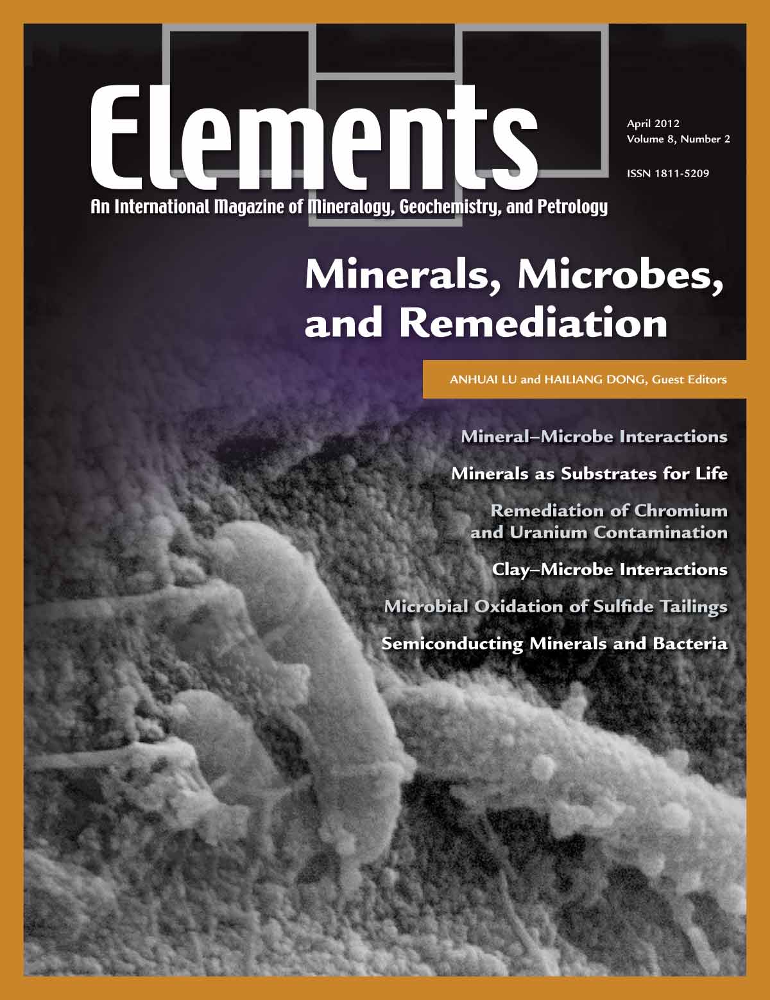 Elements
April 2012
Volume 8, Number 2
ISSN 1811-5209
An International Magazine of Mineralogy, Geochemistry, and Petrology
Minerals, Microbes,
and Remediation
ANHUAI LU and HAILIANG DONG, Guest Editors
Mineral–Microbe Interactions
Minerals as Substrates for Life
Remediation of Chromium
and Uranium Contamination
Clay–Microbe Interactions
Microbial Oxidation of Sulfide Tailings
Semiconducting Minerals and Bacteria